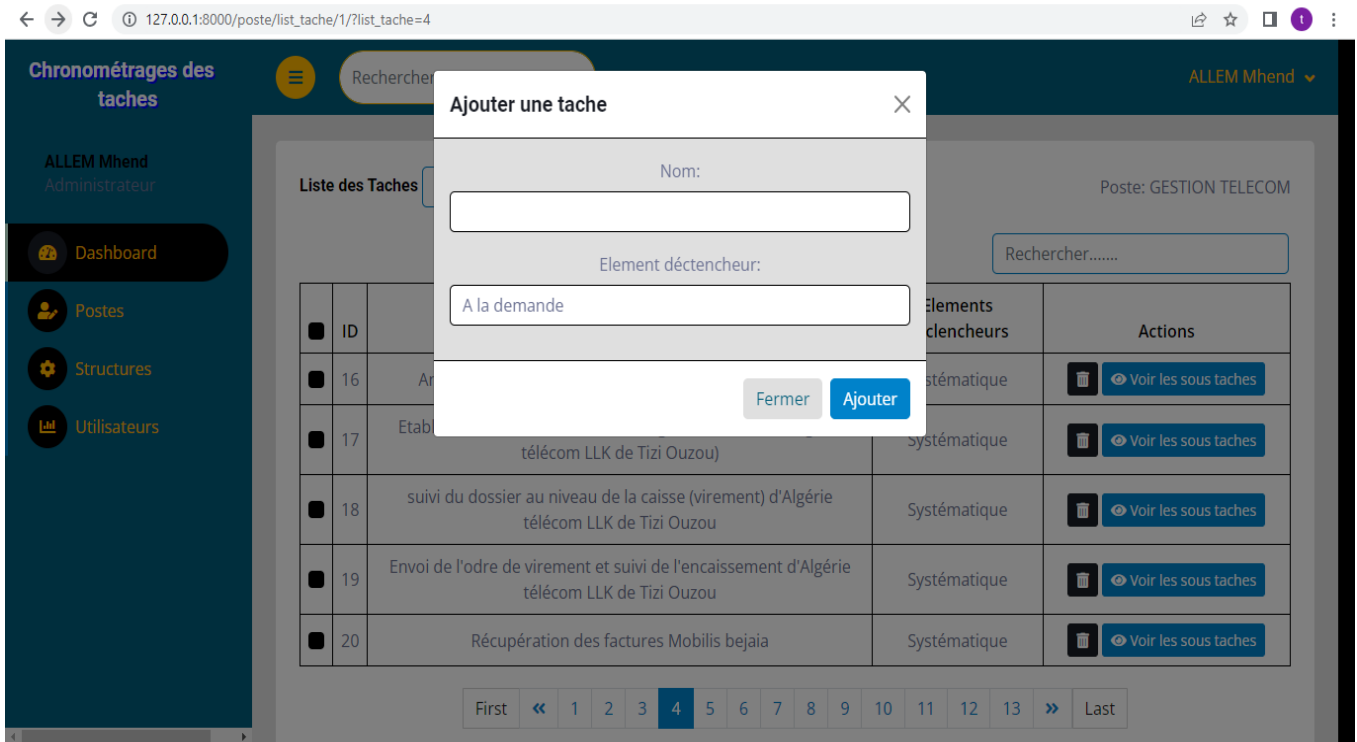 127.0.0.1:8000/poste/list_tache/1/?list_tache=4
t
Chronométrages des
taches
Rechercher
ALLEM Mhend
ALLEM Mhend
Administrateur
Dashboard
Postes
Structures
Utilisateurs
Ajouter une tache
Nom:
Element déctencheur:
A la demande
Fermer Ajouter
Liste des Taches
Poste: GESTION TELECOM
Rechercher.......
ID
Elements
clencheurs
Actions
16 Systématique Voir les sous taches
17
télécom LLK de Tizi Ouzou)
Systématique Voir les sous taches
18 suivi du dossier au niveau de la caisse (virement) d'Algérie
télécom LLK de Tizi Ouzou
Systématique Voir les sous taches
19 Envoi de l'odre de virement et suivi de l'encaissement d'Algérie
télécom LLK de Tizi Ouzou
Systématique Voir les sous taches
20 Récupération des factures Mobilis bejaia Systématique Voir les sous taches
First « 1 2 3 4 5 6 7 8 9 10 11 12 13 » Last